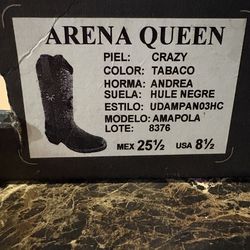 ARENA QUEEN
PIEL: CRAZY
COLOR: TABACO
HORMA: ANDREA
SUELA: HULE NEGRE
ESTILO: UDAMPAN03HC
MODELO: AMAPOLA
LOTE: 8376
MEX 25½ USA 8½